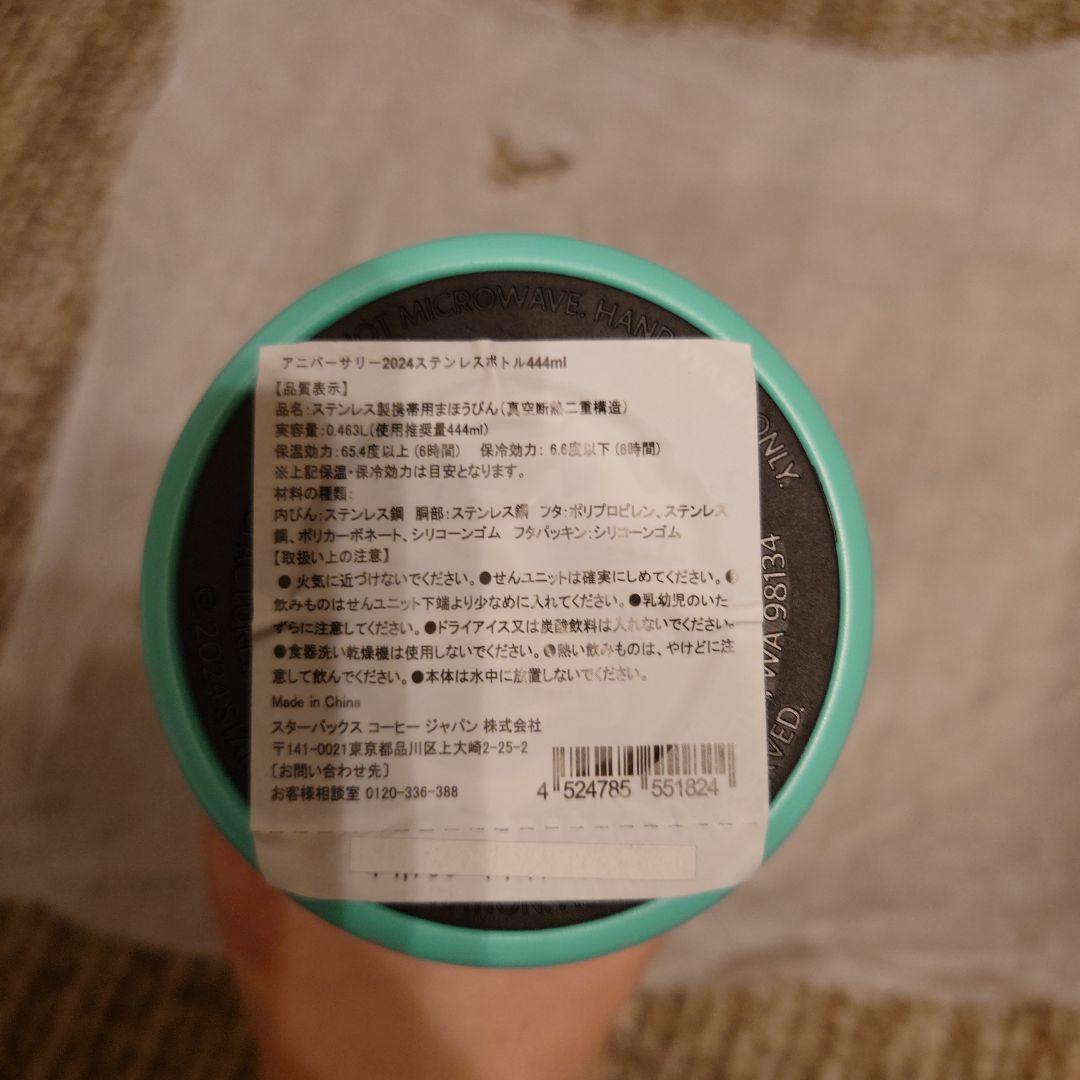 NOT MICROWAVE. HAND
ONLY.
, WA 98134
アニバーサリー2024ステンレスボトル444ml
【品質表示】
品名：ステンレス製携帯用まほうびん（真空断熱二重構造）
実容量：0.463L（使用推奨量444ml）
保温効力：65.4度以上（6時間） 保冷効力： 6.6度以下（6時間）
※上記保温・保冷効力は目安となります。
材料の種類：
内びん：ステンレス鋼 胴部：ステンレス鋼 フタ：ポリプロピレン、ステンレス
鋼、ポリカーボネート、シリコーンゴム フタパッキン：シリコーンゴム
【取扱い上の注意】
● 火気に近づけないでください。●せんユニットは確実にしめてください。●
飲みものはせんユニット下端より少なめに入れてください。●乳幼児のいた
ずらに注意してください。●ドライアイス又は炭酸飲料は入れないでください。
●食器洗い乾燥機は使用しないでください。●熱い飲みものは、やけどに注
意して飲んでください。●本体は水中に放置しないでください。
Made in China
スターバックス コーヒー ジャパン 株式会社
〒141-0021東京都品川区上大崎2-25-2
［お問い合わせ先］
お客様相談室 0120-336-388
4 524785 551824